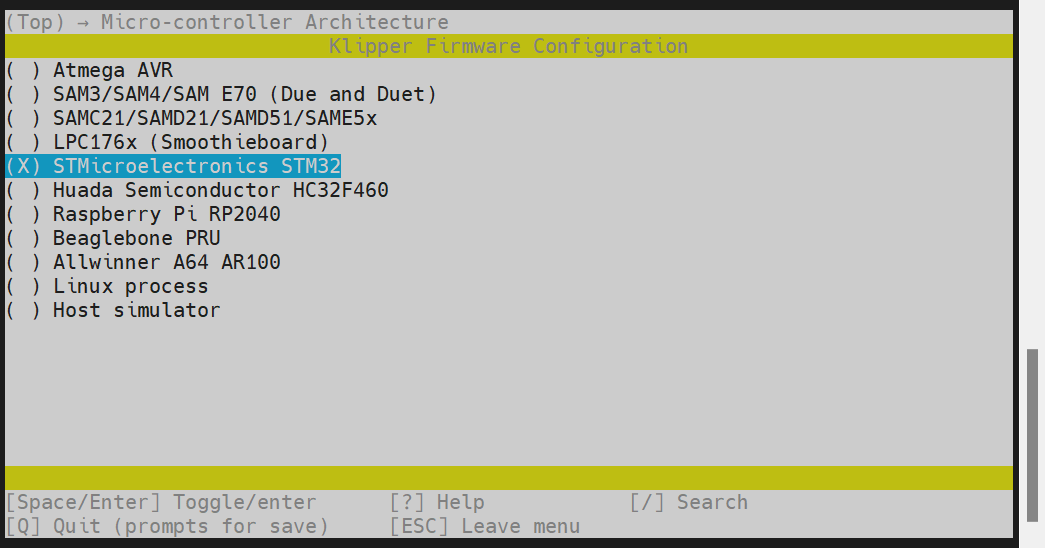 (Top) → Micro-controller Architecture
Klipper Firmware Configuration
( ) Atmega AVR
( ) SAM3/SAM4/SAM E70 (Due and Duet)
( ) SAMC21/SAMD21/SAMD51/SAME5x
( ) LPC176x (Smoothieboard)
(X) STMicroelectronics STM32
( ) Huada Semiconductor HC32F460
( ) Raspberry Pi RP2040
( ) Beaglebone PRU
( ) Allwinner A64 AR100
( ) Linux process
( ) Host simulator
[Space/Enter] Toggle/enter [?] Help [/] Search
[Q] Quit (prompts for save) [ESC] Leave menu